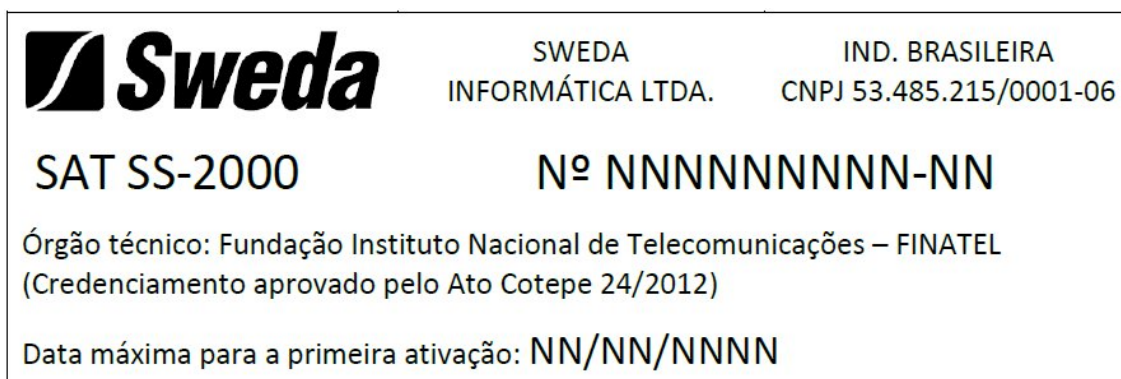 Sweda
SWEDA
INFORMÁTICA LTDA.
IND. BRASILEIRA
CNPJ 53.485.215/0001-06
SAT SS-2000
Nº NNNNNNNNN-NN
Órgão técnico: Fundação Instituto Nacional de Telecomunicações – FINATEL
(Credenciamento aprovado pelo Ato Cotepe 24/2012)
Data máxima para a primeira ativação: NN/NN/NNNN